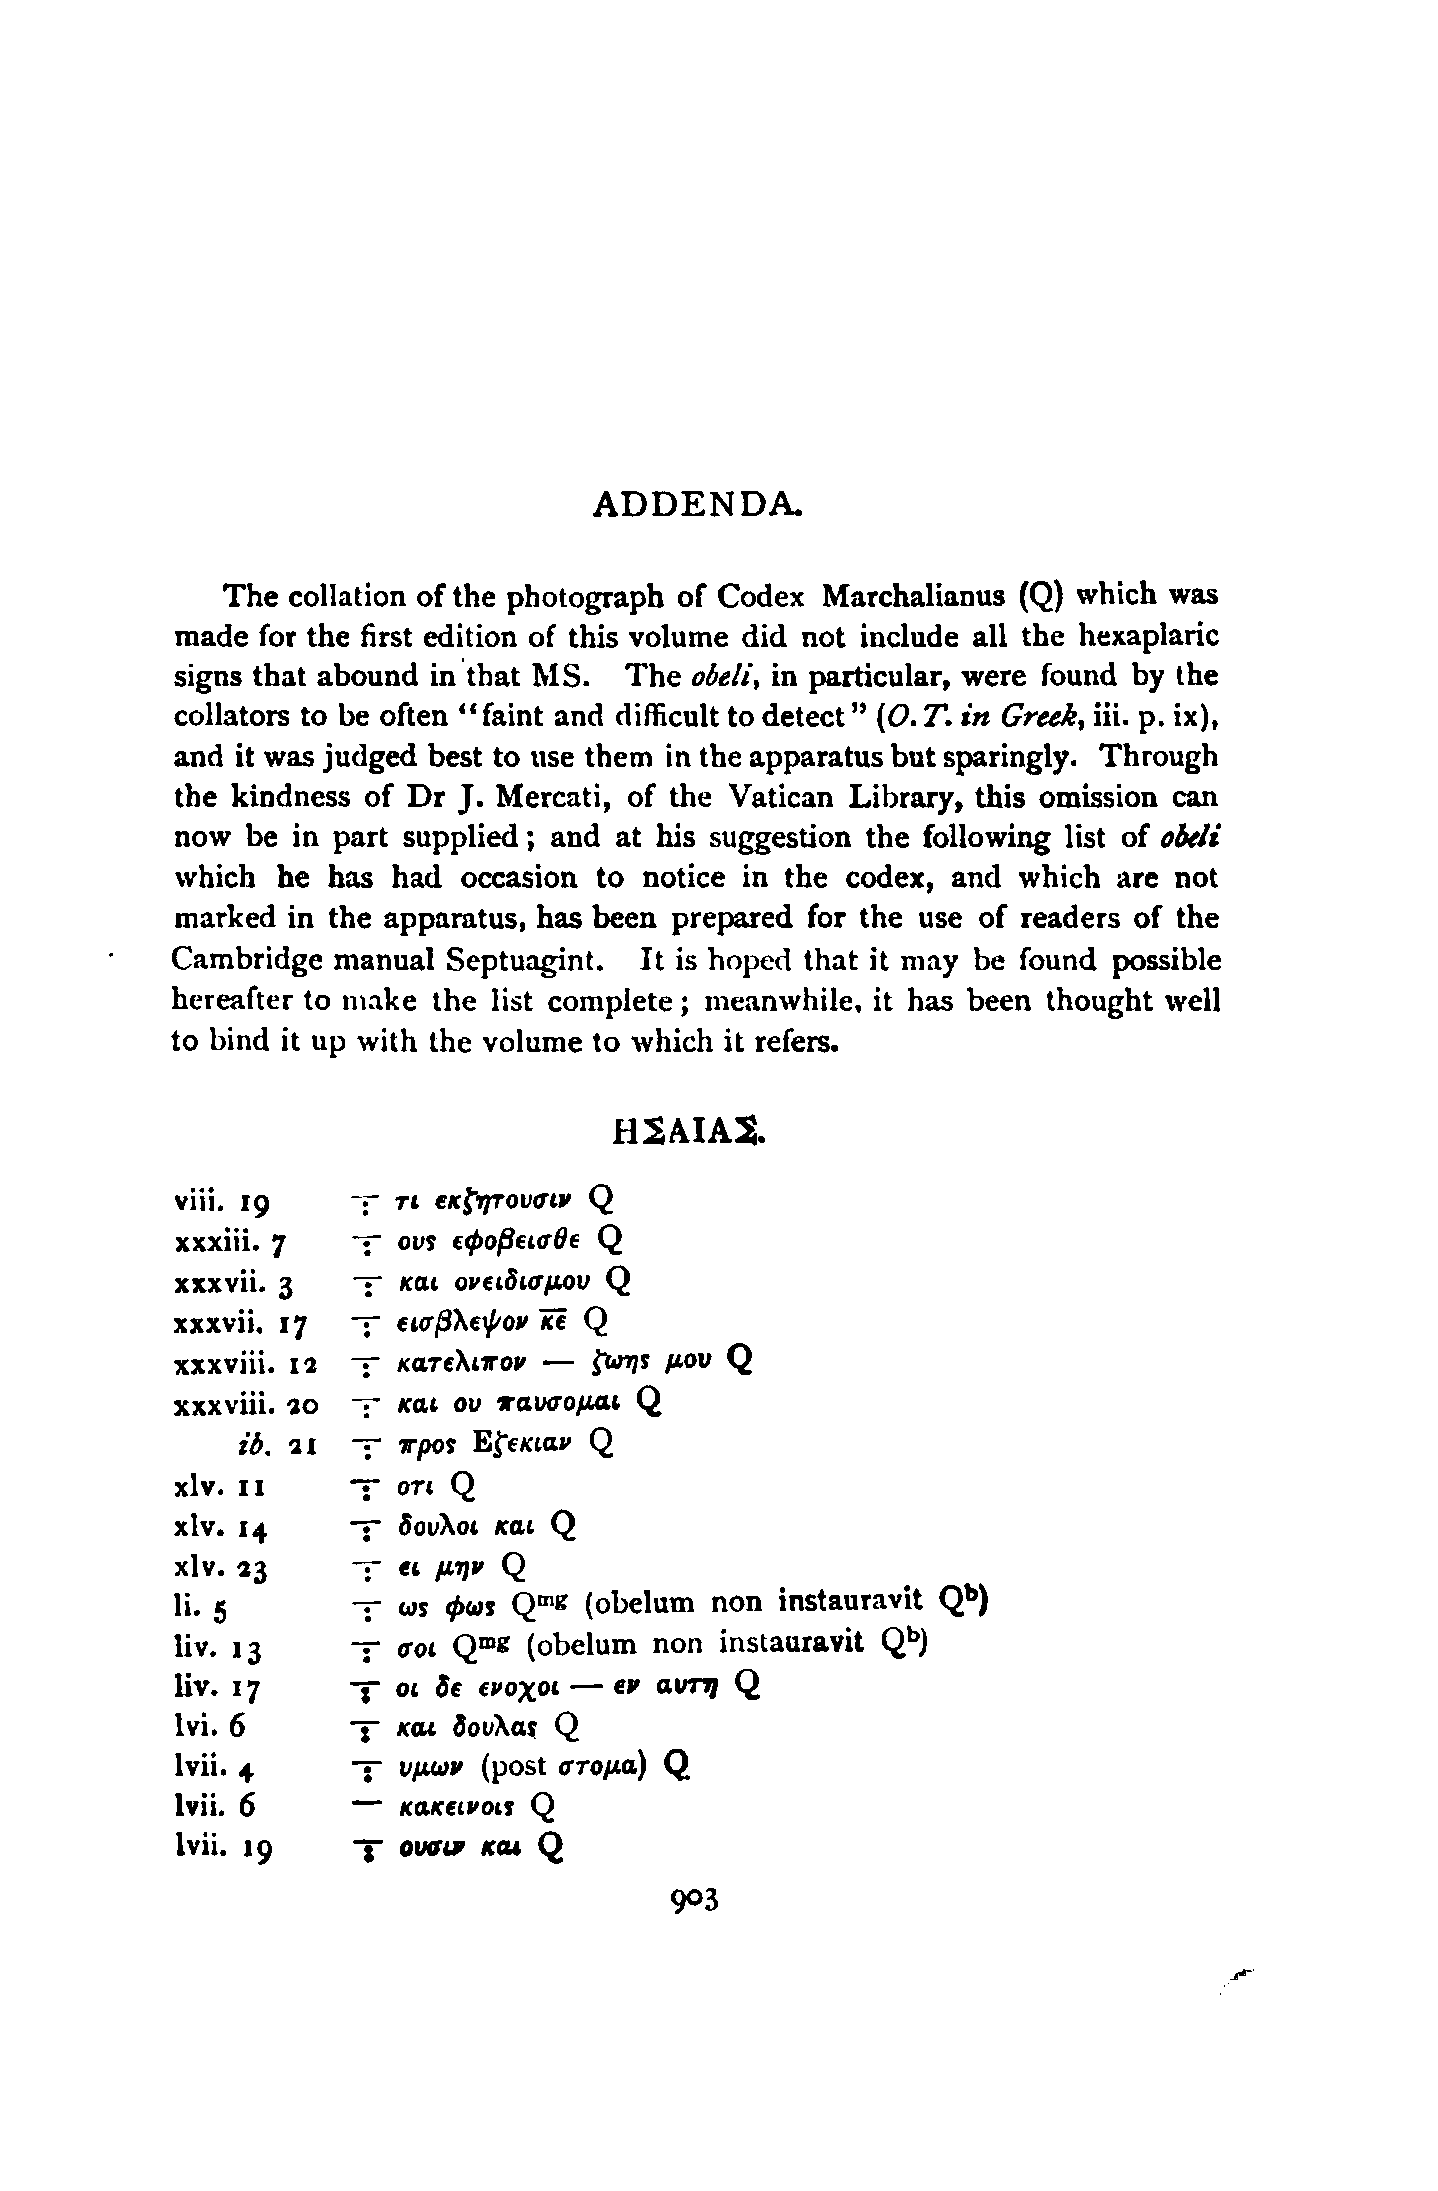 ADDENDA.
The collation of the photograph of Codex Marchalianus (Q) which was
made for the first edition of this volume did not include all the hexaplaric
signs that abound in that MS. The obeli, in particular, were found by the
collators to be often “faint and difficult to detect” (O. T. in Greek, iii. p. ix),
and it was judged best to use them in the apparatus but sparingly. Through
the kindness of Dr J. Mercati, of the Vatican Library, this omission can
now be in part supplied; and at his suggestion the following list of obeli
which he has had occasion to notice in the codex, and which are not
marked in the apparatus, has been prepared for the use of readers of the
Cambridge manual Septuagint. It is hoped that it may be found possible
hereafter to make the list complete; meanwhile, it has been thought well
to bind it up with the volume to which it refers.
ΗΣΑΙΑΣ.
viii. 19 ⨪ τι εκζητουσιν Q
xxxiii. 7 ⨪ ους εφοβεισθε Q
xxxvii. 3 ⨪ και ονειδισμου Q
xxxvii. 17 ⨪ εισβλεψον κ̅ε̅ Q
xxxviii. 12 ⨪ κατελιπον — ζωης μου Q
xxxviii. 20 ⨪ και ου παυσομαι Q
ib. 21 ⨪ προς Εζεκιαν Q
xlv. 11 ⨪ οτι Q
xlv. 14 ⨪ δουλοι και Q
xlv. 23 ⨪ ει μην Q
li. 5 ⨪ ως φως Qᵐᵍ (obelum non instauravit Qᵇ)
liv. 13 ⨪ σοι Qᵐᵍ (obelum non instauravit Qᵇ)
liv. 17 ⨪ οι δε ενοχοι — εν αυτη Q
lvi. 6 ⨪ και δουλας Q
lvii. 4 ⨪ υμων (post στομα) Q
lvii. 6 — κακεινοις Q
lvii. 19 ⨪ ουσιν και Q
903